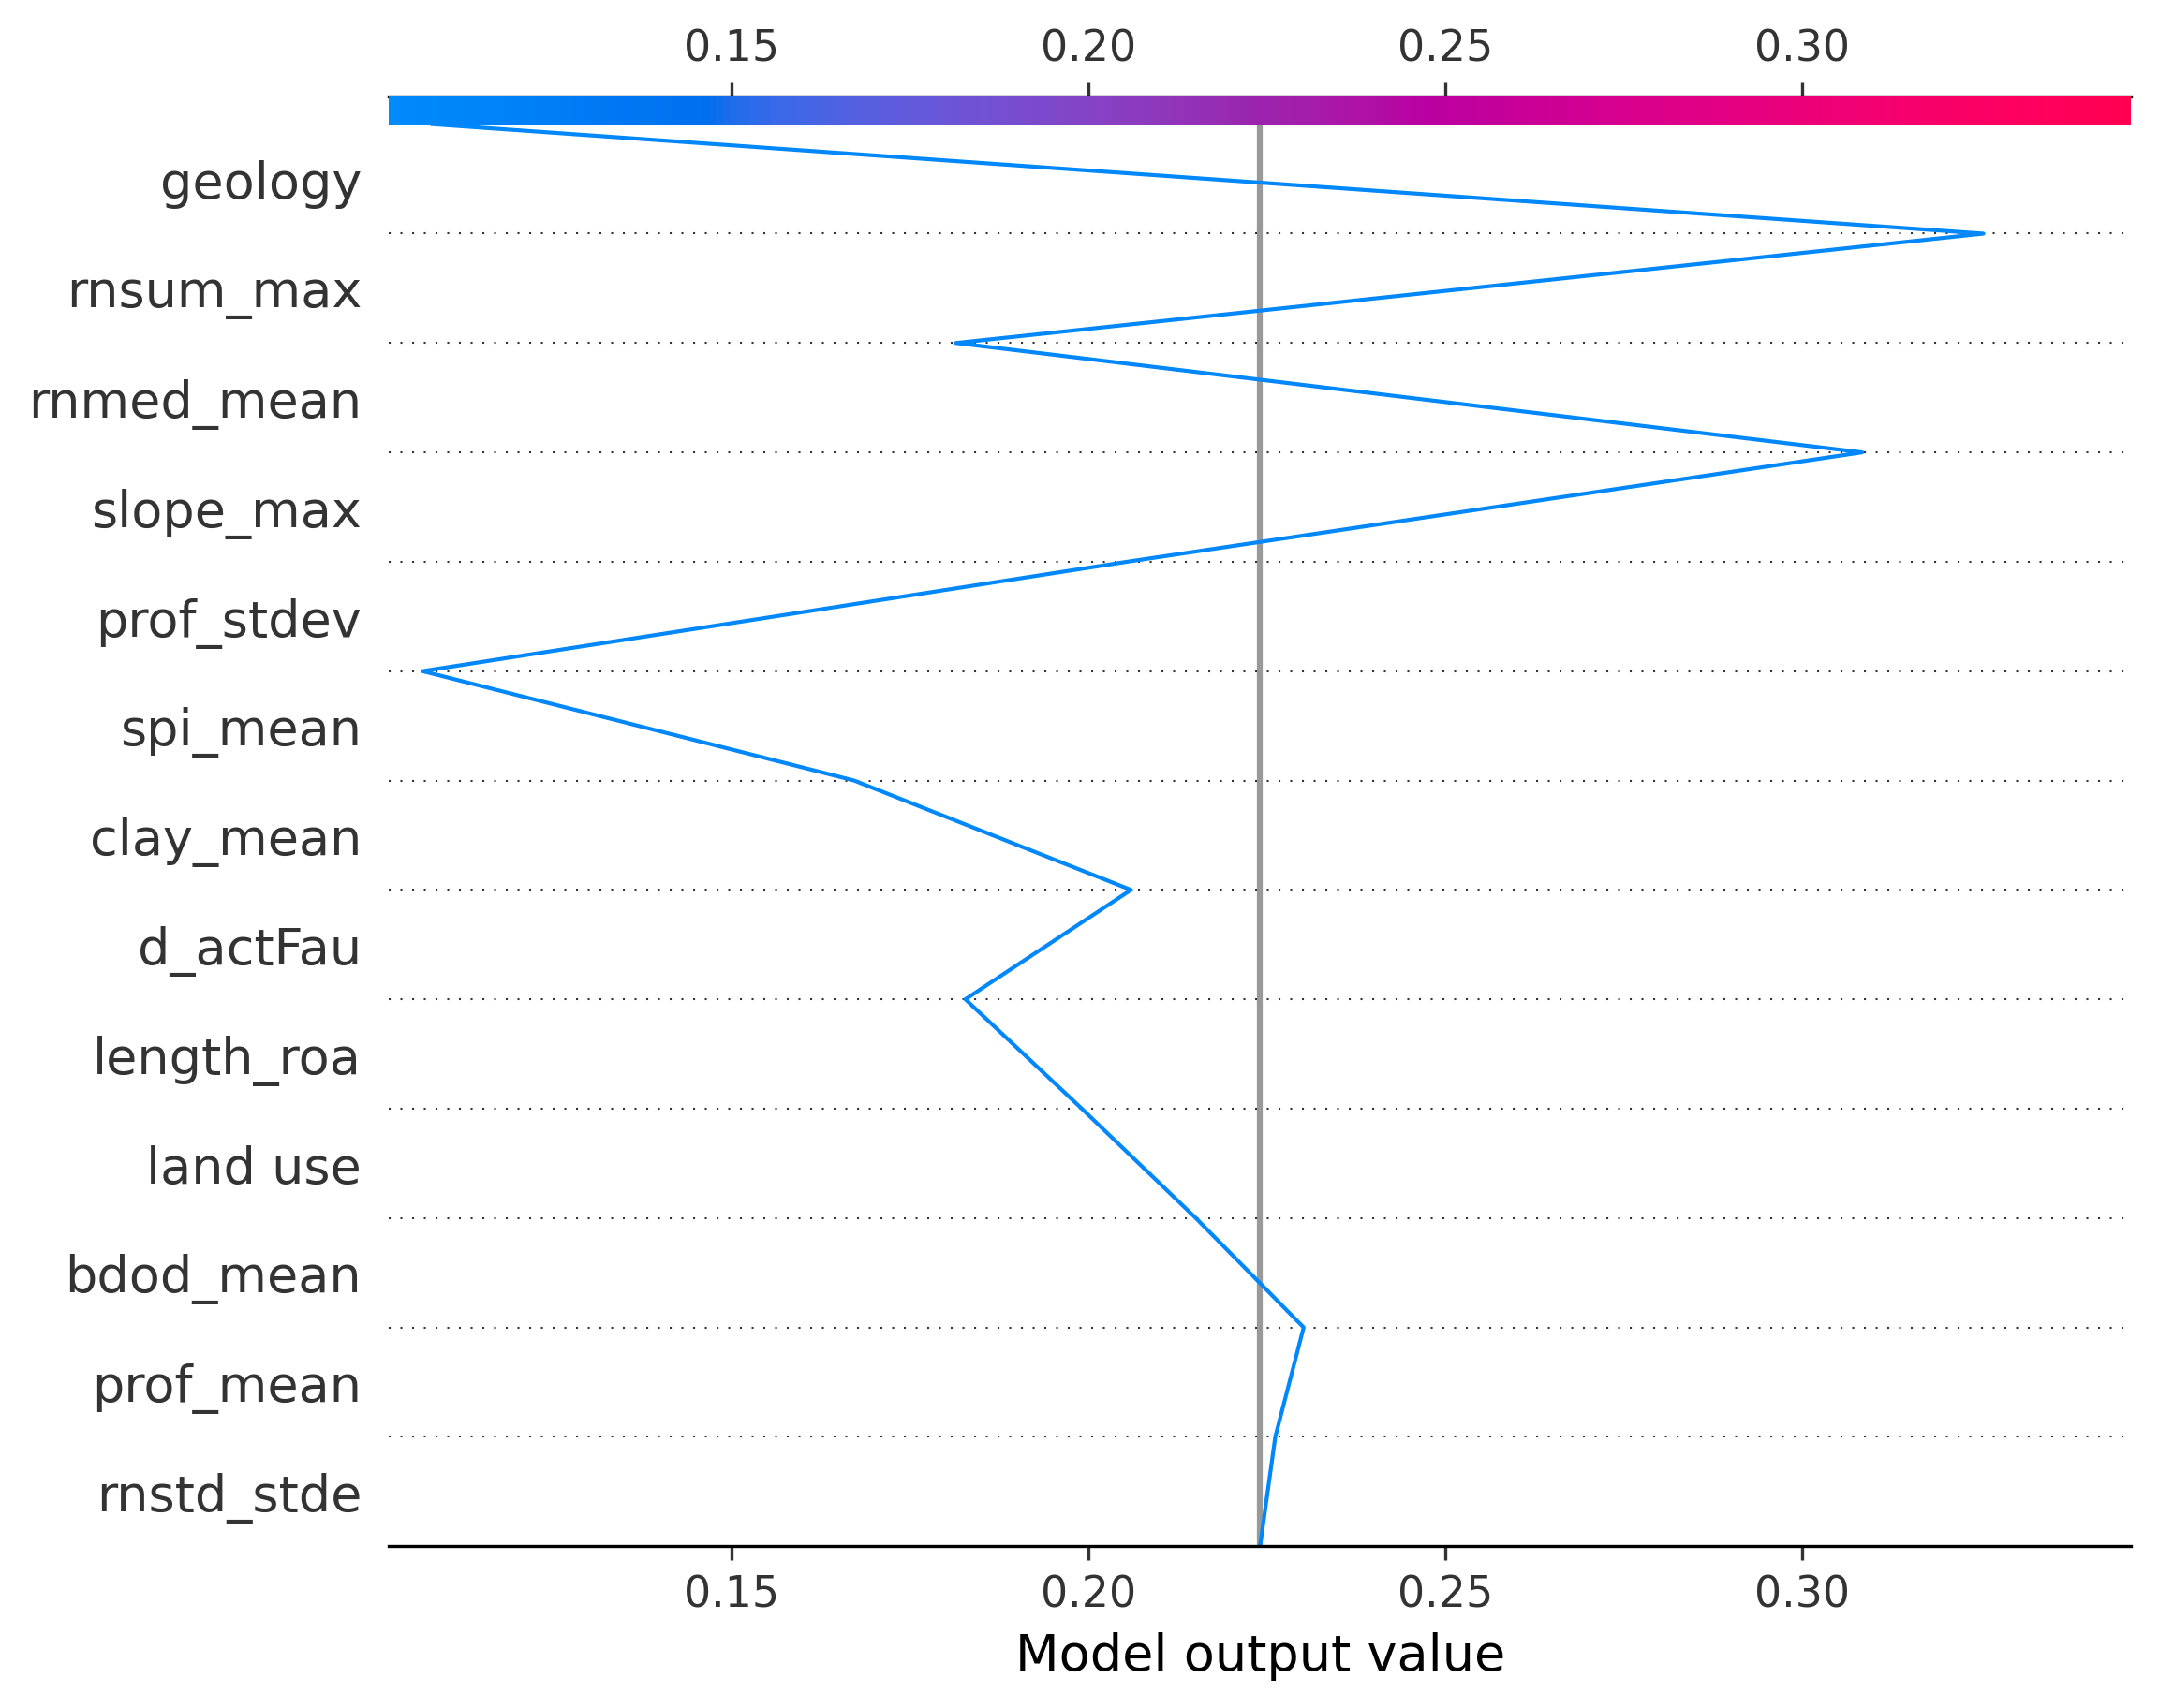 0.15 0.20 0.25 0.30
geology
rnsum_max
rnmed_mean
slope_max
prof_stdev
spi_mean
clay_mean
d_actFau
length_roa
land use
bdod_mean
prof_mean
rnstd_stde
0.15 0.20 0.25 0.30
Model output value